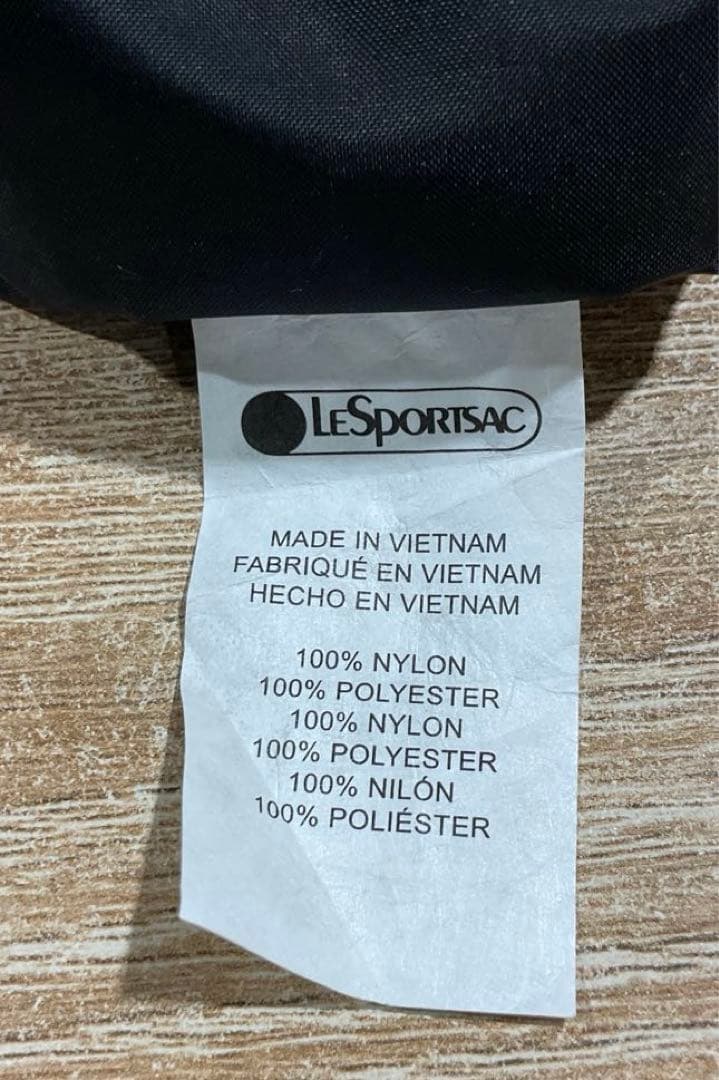 LESPORTSAC
MADE IN VIETNAM
FABRIQUÉ EN VIETNAM
HECHO EN VIETNAM
100% NYLON
100% POLYESTER
100% NYLON
100% POLYESTER
100% NILÓN
100% POLIÉSTER